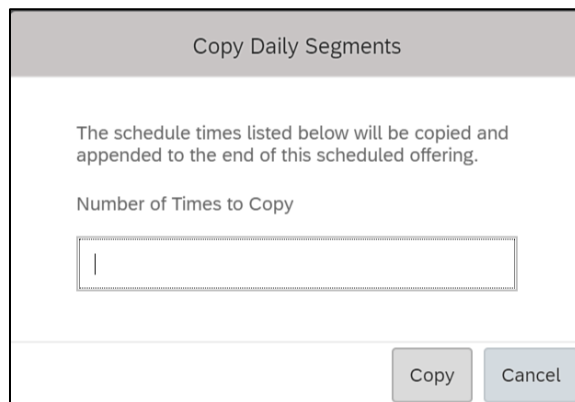 Copy Daily Segments
The schedule times listed below will be copied and
appended to the end of this scheduled offering.
Number of Times to Copy
Copy Cancel